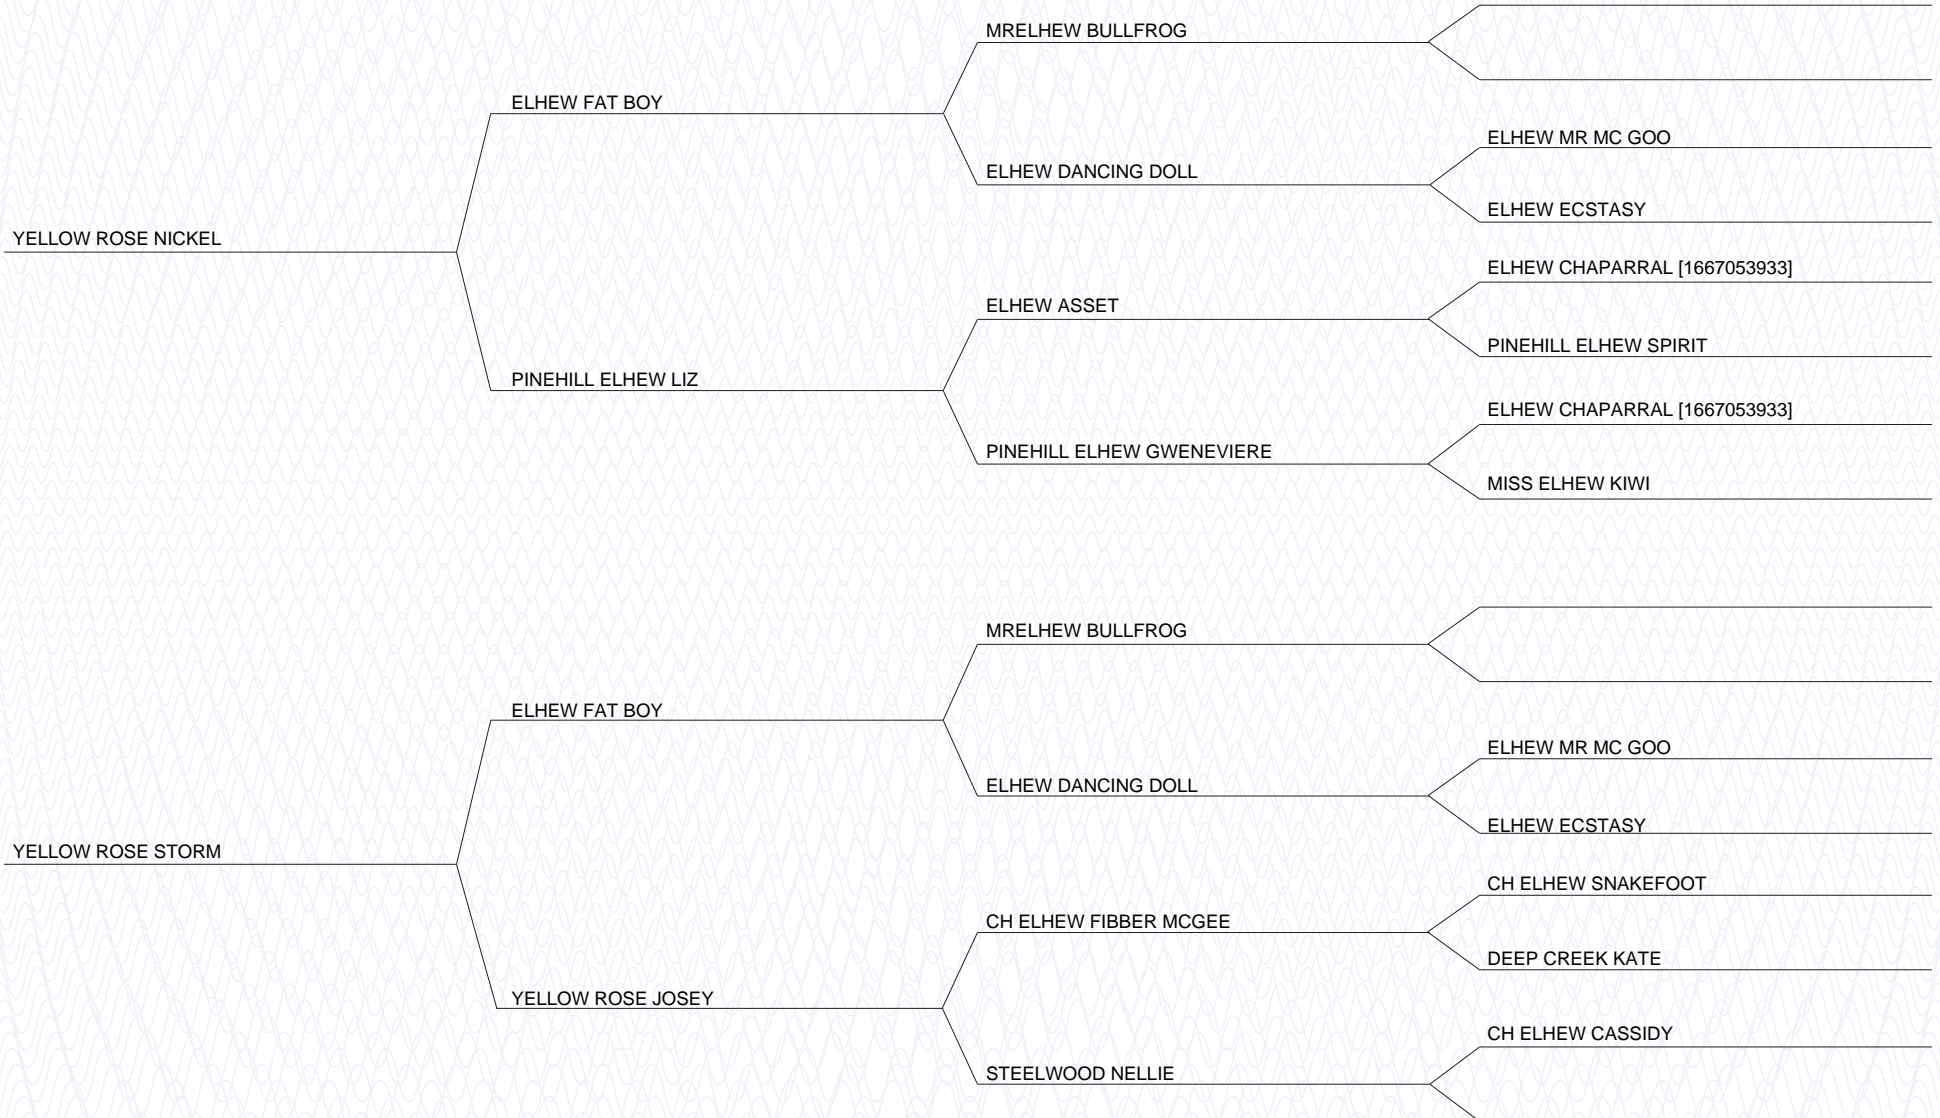 MRELHEW BULLFROG
ELHEW FAT BOY
ELHEW MR MC GOO
ELHEW DANCING DOLL
ELHEW ECSTASY
YELLOW ROSE NICKEL
ELHEW CHAPARRAL [1667053933]
ELHEW ASSET
PINEHILL ELHEW SPIRIT
PINEHILL ELHEW LIZ
ELHEW CHAPARRAL [1667053933]
PINEHILL ELHEW GWENEVIERE
MISS ELHEW KIWI
MRELHEW BULLFROG
ELHEW FAT BOY
ELHEW MR MC GOO
ELHEW DANCING DOLL
ELHEW ECSTASY
YELLOW ROSE STORM
CH ELHEW SNAKEFOOT
CH ELHEW FIBBER MCGEE
DEEP CREEK KATE
YELLOW ROSE JOSEY
CH ELHEW CASSIDY
STEELWOOD NELLIE